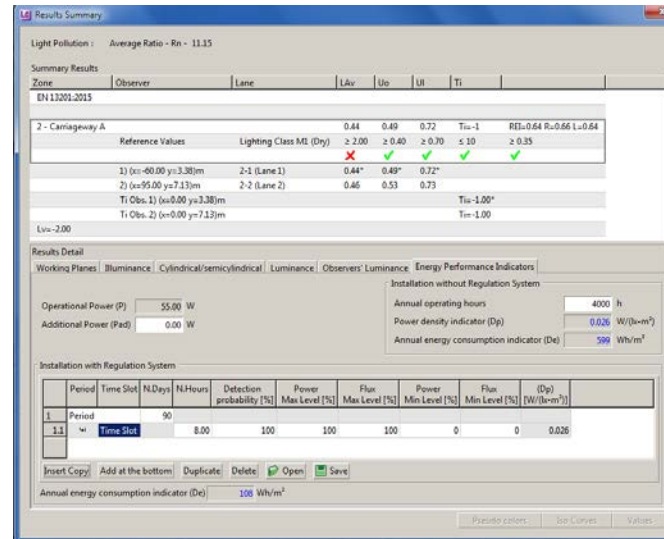 Results Summary
Light Pollution : Average Ratio - Rn - 11.15
Summary Results
Zone Observer Lane LAv Uo Ul Ti
EN 13201:2015
2 - Carriageway A 0.44 0.49 0.72 Ti=-1 REI=0.64 R=0.66 L=0.64
Reference Values Lighting Class M1 (Dry) ≥ 2.00 ≥ 0.40 ≥ 0.70 ≤ 10 ≥ 0.35
1) (x=-60.00 y=3.38)m 2-1 (Lane 1) 0.44* 0.49* 0.72*
2) (x=95.00 y=7.13)m 2-2 (Lane 2) 0.46 0.53 0.73
Ti Obs. 1) (x=0.00 y=3.38)m Ti=-1.00*
Ti Obs. 2) (x=0.00 y=7.13)m Ti=-1.00
Lv=-2.00
Results Detail
Working Planes Illuminance Cylindrical/semicylindrical Luminance Observers' Luminance Energy Performance Indicators
Installation without Regulation System
Operational Power (P) 55.00 W Annual operating hours 4000 h
Additional Power (Pad) 0.00 W Power density indicator (Dp) 0.026 W/(lx•m²)
Annual energy consumption indicator (De) 599 Wh/m²
Installation with Regulation System
Period Time Slot N.Days N.Hours Detection probability [%] Power Max Level [%] Flux Max Level [%] Power Min Level [%] Flux Min Level [%] (Dp) [W/(lx•m²)]
1 Period 90
1.1 Time Slot 8.00 100 100 100 0 0 0.026
Insert Copy Add at the bottom Duplicate Delete Open Save
Annual energy consumption indicator (De) 108 Wh/m²
Pseudo colors Iso Curves Values